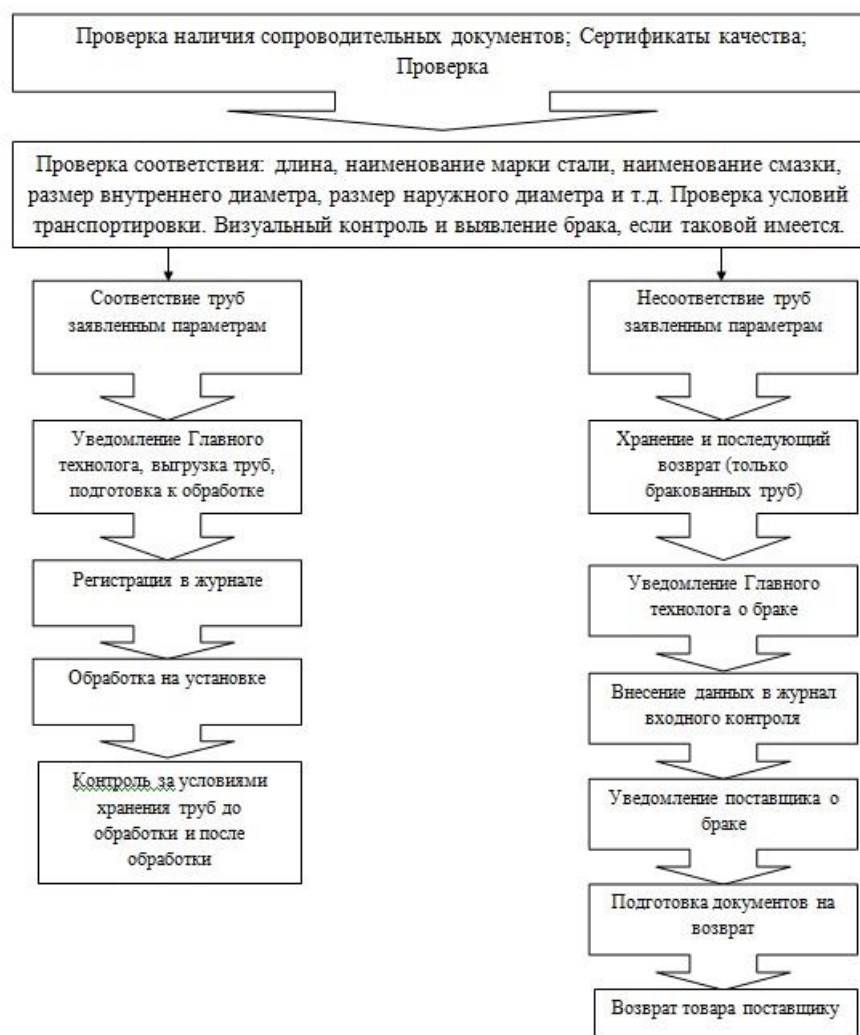 Проверка наличия сопроводительных документов; Сертификаты качества;
Проверка
Проверка соответствия: длина, наименование марки стали, наименование смазки,
размер внутреннего диаметра, размер наружного диаметра и т.д. Проверка условий
транспортировки. Визуальный контроль и выявление брака, если таковой имеется.
Соответствие труб
заявленным параметрам
Уведомление Главного
технолога, выгрузка труб,
подготовка к обработке
Регистрация в журнале
Обработка на установке
Контроль за условиями
хранения труб до
обработки и после
обработки
Несоответствие труб
заявленным параметрам
Хранение и последующий
возврат (только
бракованных труб)
Уведомление Главного
технолога о браке
Внесение данных в журнал
входного контроля
Уведомление поставщика о
браке
Подготовка документов на
возврат
Возврат товара поставщику